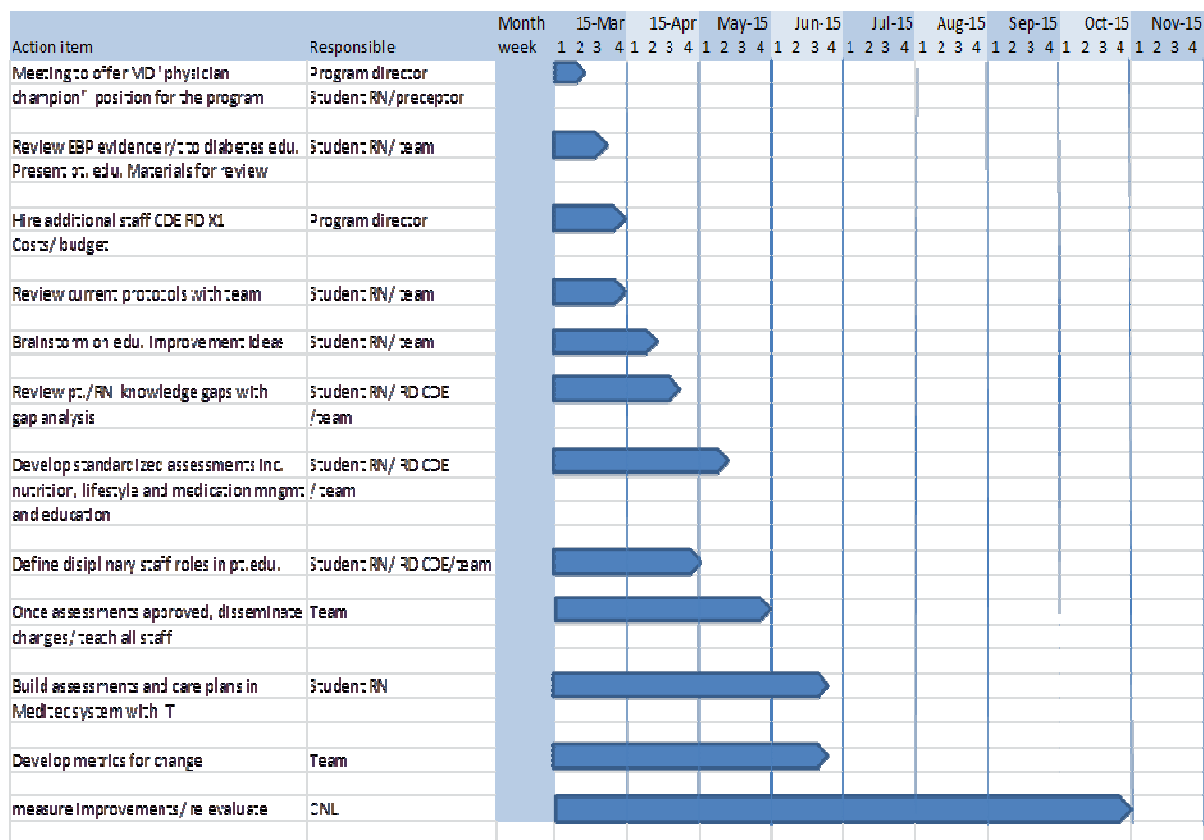 Month 15-Mar 15-Apr May-15 Jun-15 Jul-15 Aug-15 Sep-15 Oct-15 Nov-15
Action item Responsible week 1 2 3 4 1 2 3 4 1 2 3 4 1 2 3 4 1 2 3 4 1 2 3 4 1 2 3 4 1 2 3 4 1 2 3 4
Meeting to offer MD "physician Program director
champion" position for the program Student RN/preceptor
Review EBP evidence r/t to diabetes edu. Student RN/ team
Present pt. edu. Materials for review
Hire additional staff CDE RD X1 Program director
Costs/ budget
Review current protocols with team Student RN/ team
Brainstorm on edu. Improvement ideas Student RN/ team
Review pt./RN knowledge gaps with Student RN/ RD CDE
gap analysis /team
Develop standardized assessments inc. Student RN/ RD CDE
nutrition, lifestyle and medication mngmt / team
and education
Define disiplinary staff roles in pt.edu. Student RN/ RD CDE/team
Once assessments approved, disseminate Team
changes/ teach all staff
Build assessments and care plans in Student RN
Meditec system with IT
Develop metrics for change Team
measure improvements/ re evaluate CNL